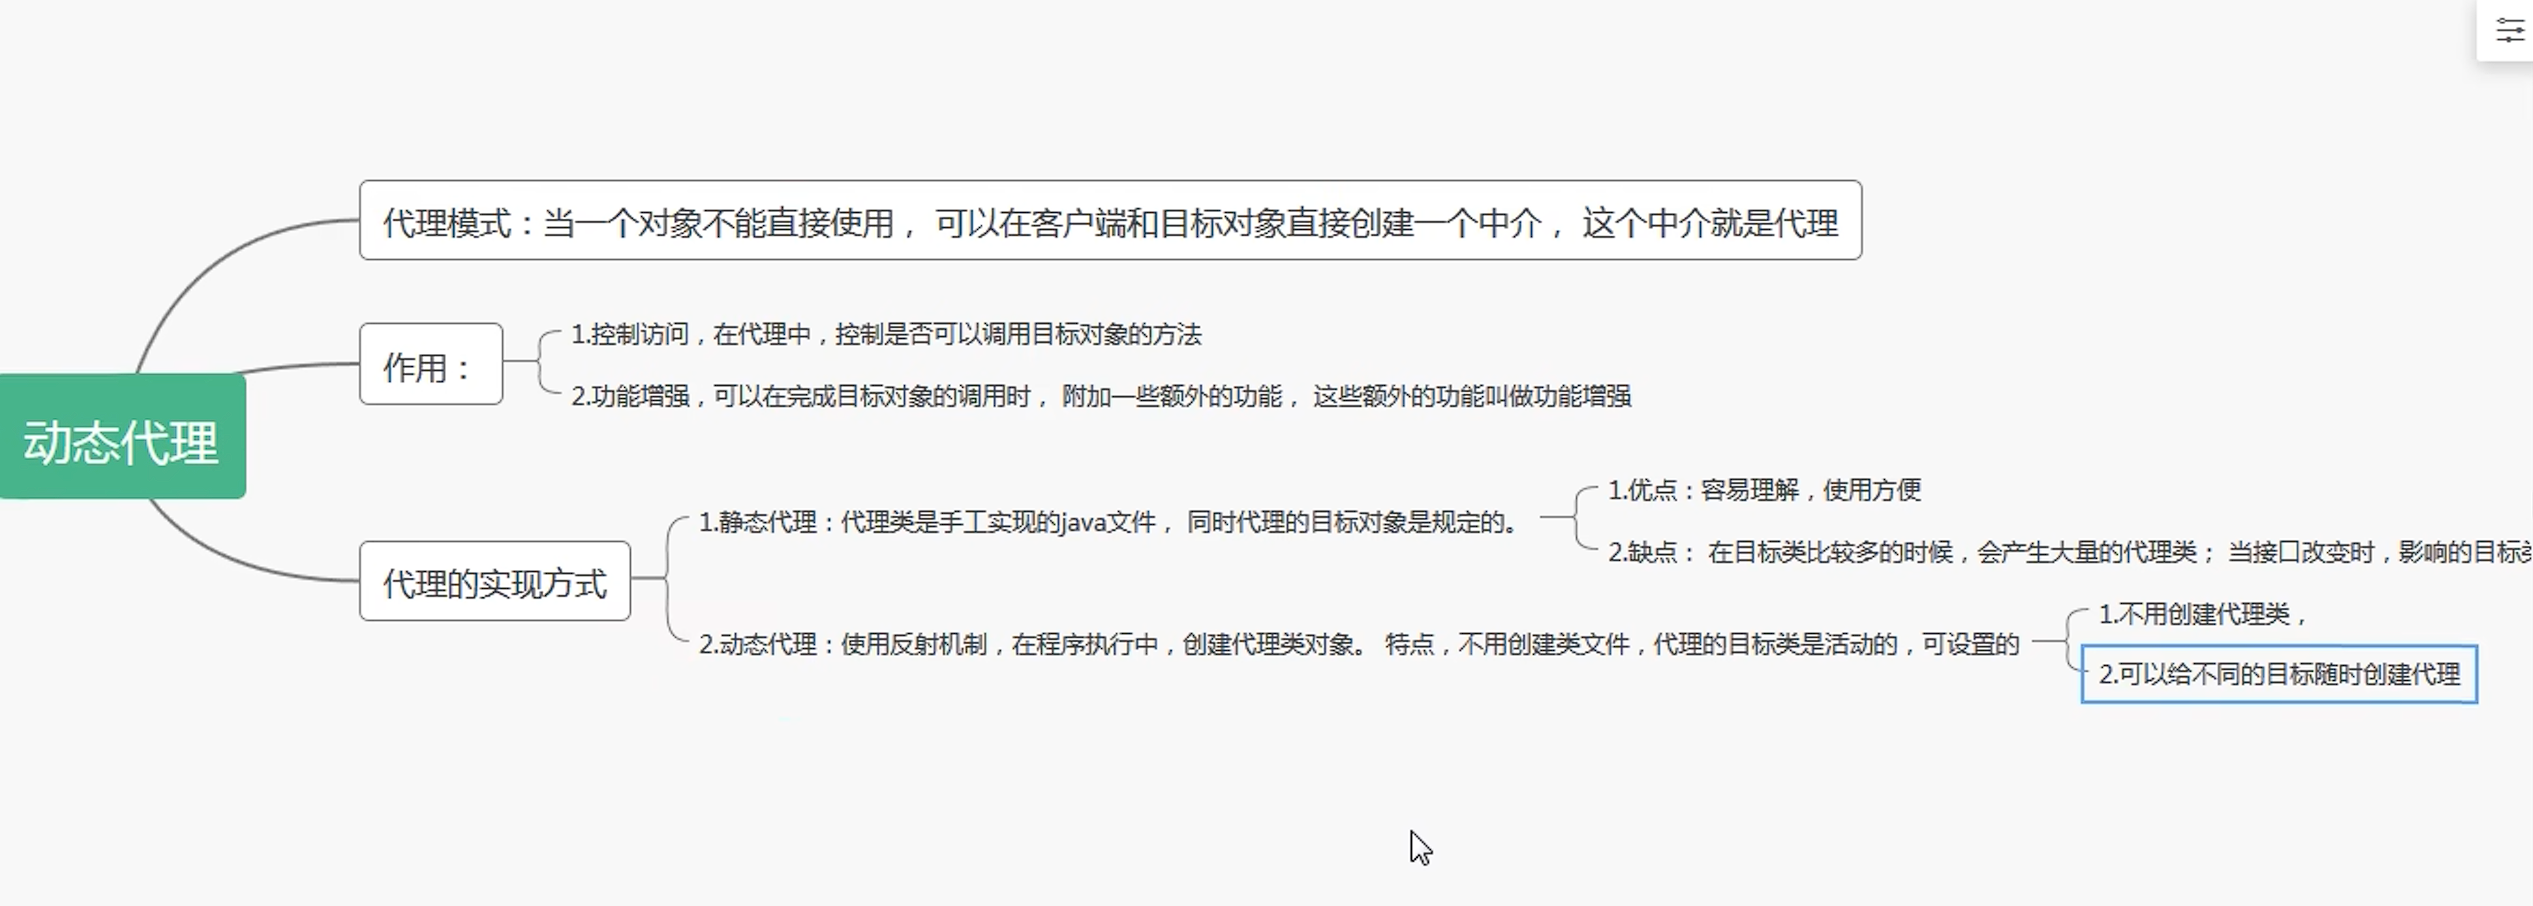 代理模式：当一个对象不能直接使用， 可以在客户端和目标对象直接创建一个中介， 这个中介就是代理
作用：
1.控制访问，在代理中，控制是否可以调用目标对象的方法
2.功能增强，可以在完成目标对象的调用时， 附加一些额外的功能， 这些额外的功能叫做功能增强
动态代理
代理的实现方式
1.静态代理：代理类是手工实现的java文件， 同时代理的目标对象是规定的。
1.优点：容易理解，使用方便
2.缺点： 在目标类比较多的时候，会产生大量的代理类； 当接口改变时，影响的目标
2.动态代理：使用反射机制，在程序执行中，创建代理类对象。 特点，不用创建类文件，代理的目标类是活动的，可设置的
1.不用创建代理类，
2.可以给不同的目标随时创建代理